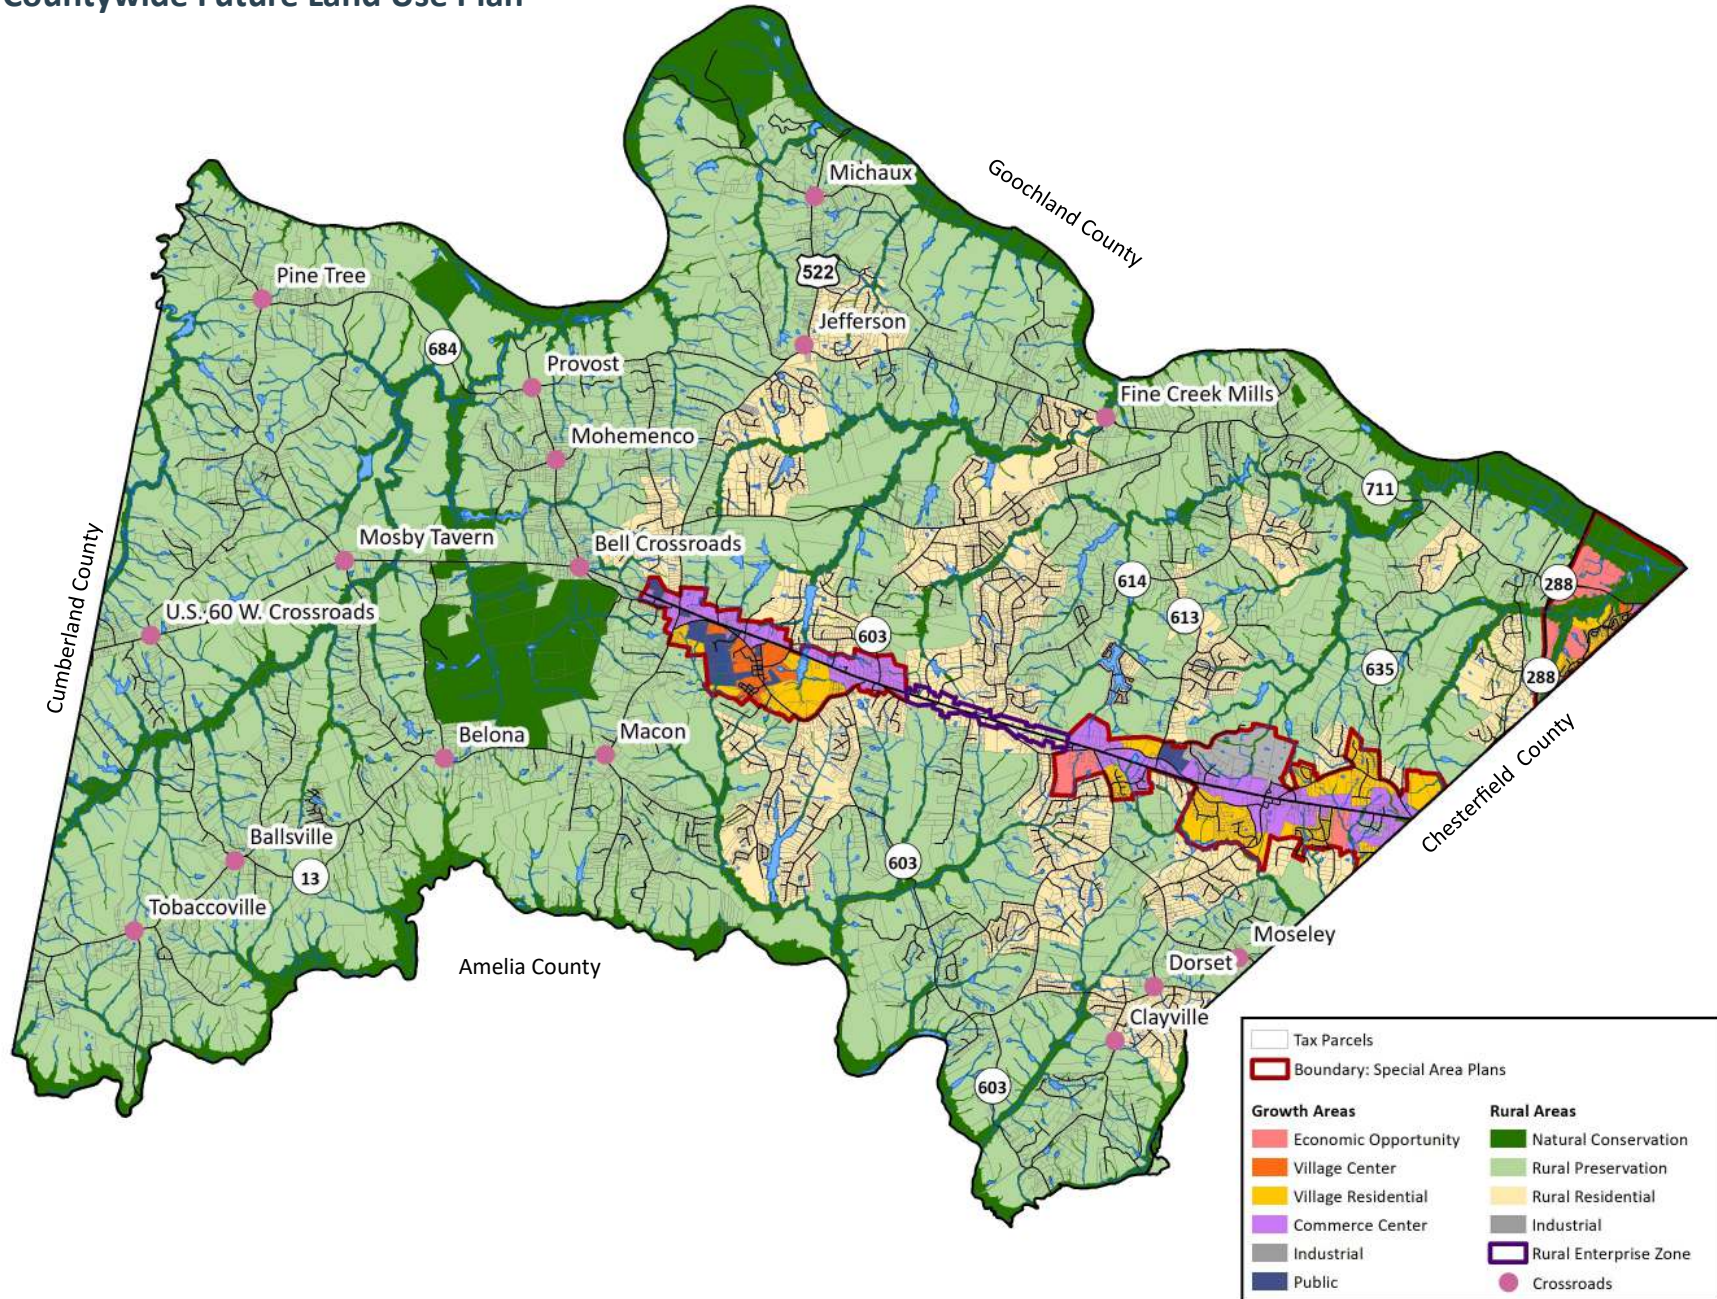 Countywide Future Land Use Plan
Michaux
Goochland County
522
Pine Tree
Jefferson
684
Provost
Fine Creek Mills
Mohemenco
711
Mosby Tavern
Bell Crossroads
614
288
Cumberland County
U.S. 60 W. Crossroads
613
603
635
288
Belona
Macon
Chesterfield County
Ballsville
603
13
Tobaccoville
Moseley
Amelia County
Dorset
Clayville
603
Tax Parcels
Boundary: Special Area Plans
Growth Areas
Economic Opportunity
Village Center
Village Residential
Commerce Center
Industrial
Public
Rural Areas
Natural Conservation
Rural Preservation
Rural Residential
Industrial
Rural Enterprise Zone
Crossroads